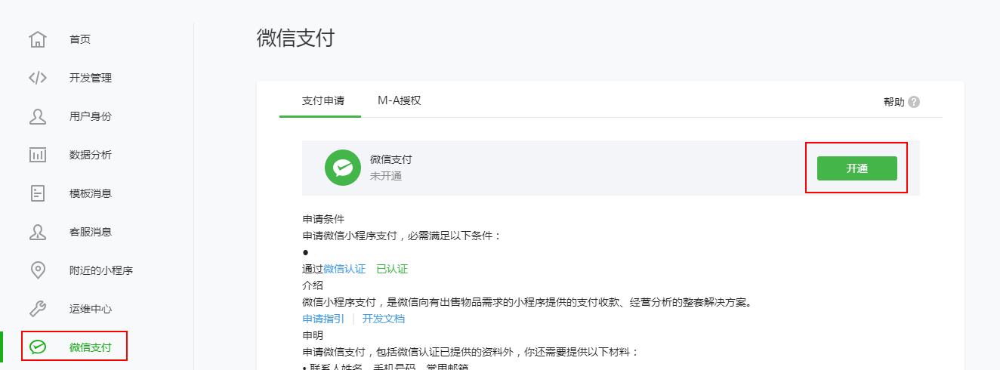 首页
开发管理
用户身份
数据分析
模板消息
客服消息
附近的小程序
运维中心
微信支付
微信支付
支付申请 M-A授权 帮助 ?
微信支付
未开通
开通
申请条件
申请微信小程序支付，必需满足以下条件：
●
通过微信认证 已认证
介绍
微信小程序支付，是微信向有出售物品需求的小程序提供的支付收款、经营分析的整套解决方案。
申请指引 | 开发文档
申明
申请微信支付，包括微信认证已提供的资料外，你还需要提供以下材料：
• 联系人姓名、手机号码、常用邮箱